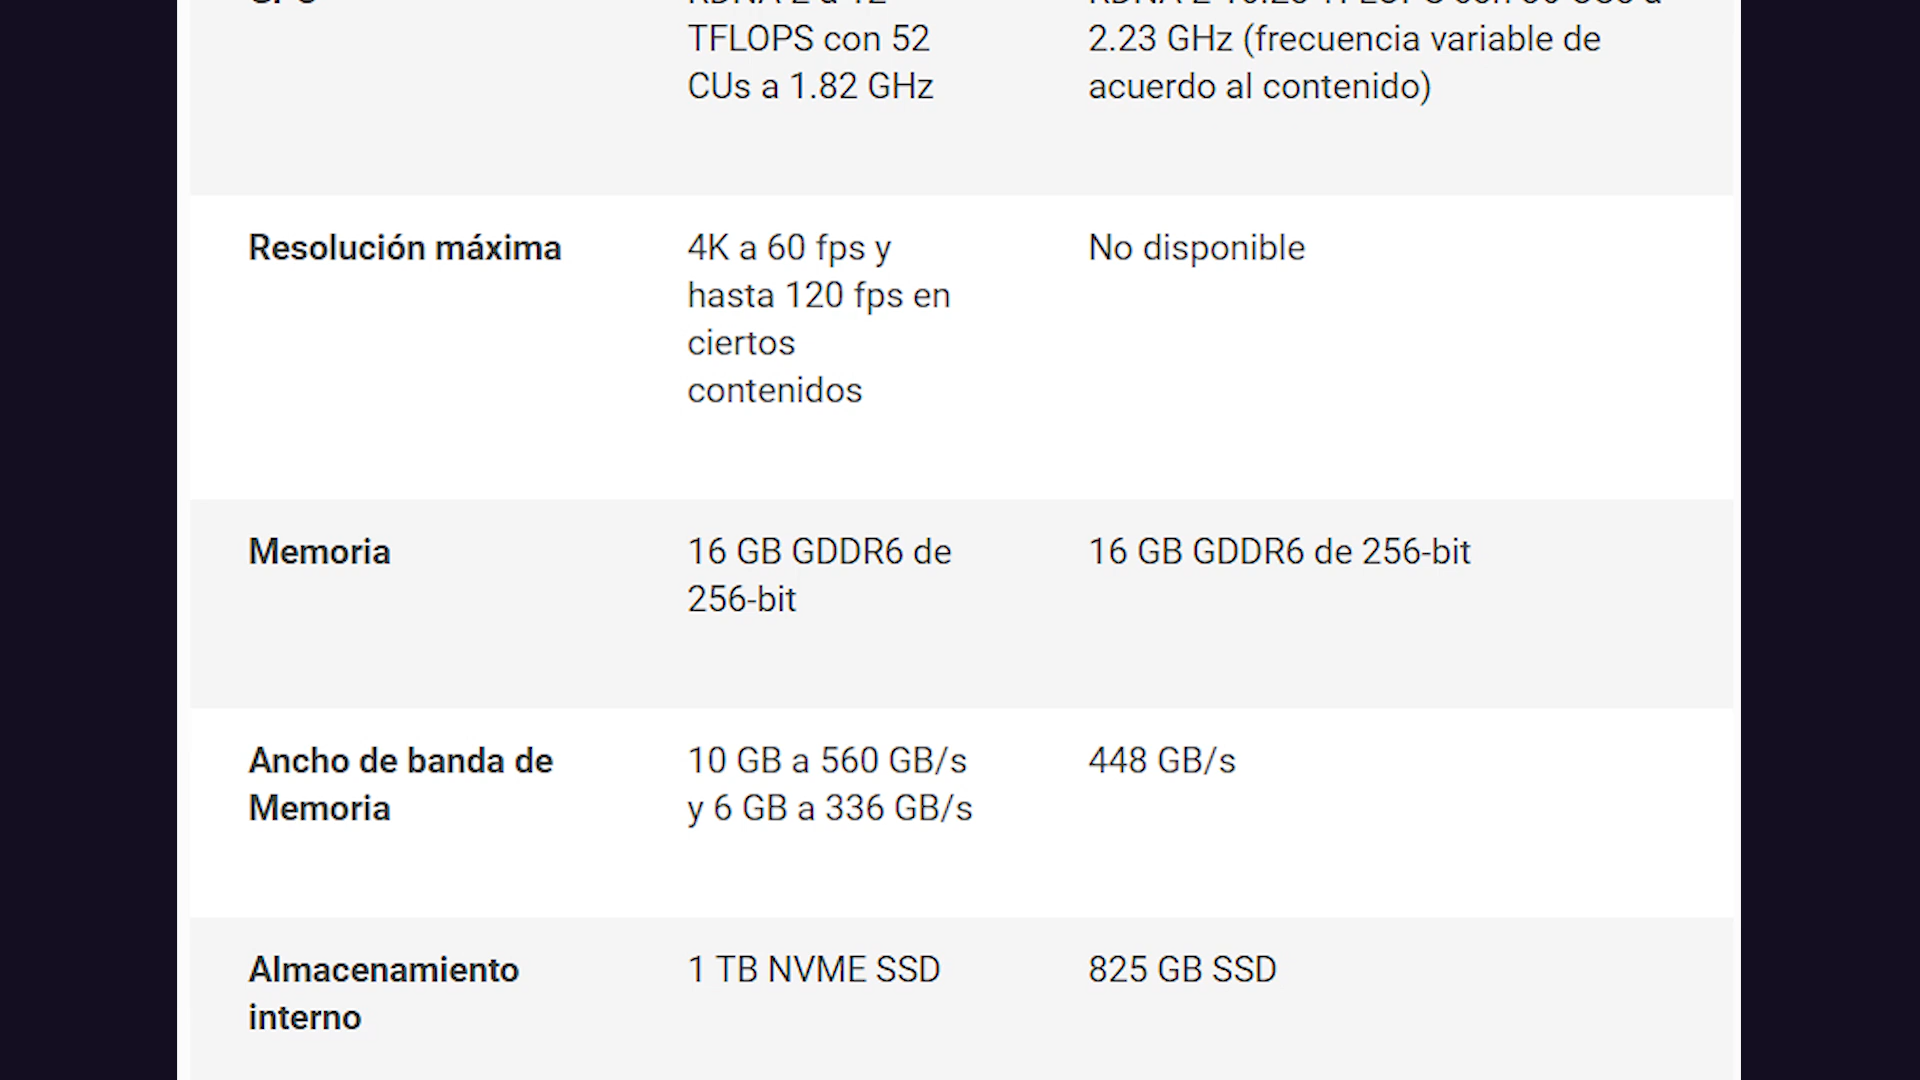 TFLOPS con 52
CUs a 1.82 GHz
2.23 GHz (frecuencia variable de
acuerdo al contenido)
Resolución máxima
4K a 60 fps y
hasta 120 fps en
ciertos
contenidos
No disponible
Memoria
16 GB GDDR6 de
256-bit
16 GB GDDR6 de 256-bit
Ancho de banda de
Memoria
10 GB a 560 GB/s
y 6 GB a 336 GB/s
448 GB/s
Almacenamiento
interno
1 TB NVME SSD
825 GB SSD